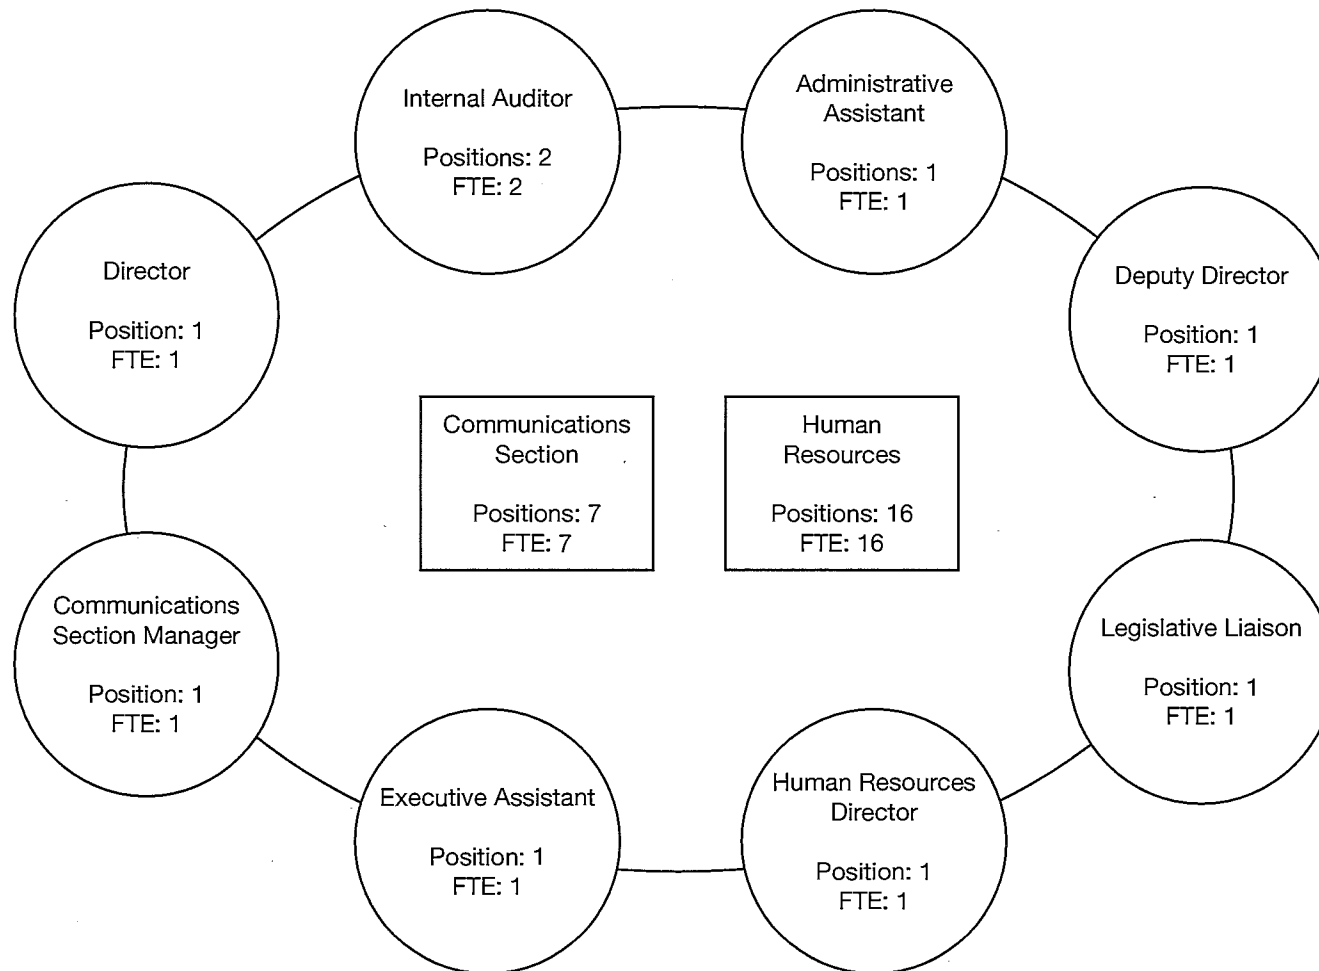 Internal Auditor
Positions: 2
FTE: 2
Administrative
Assistant
Positions: 1
FTE: 1
Director
Position: 1
FTE: 1
Deputy Director
Position: 1
FTE: 1
Communications
Section
Positions: 7
FTE: 7
Human
Resources
Positions: 16
FTE: 16
Communications
Section Manager
Position: 1
FTE: 1
Legislative Liaison
Position: 1
FTE: 1
Executive Assistant
Position: 1
FTE: 1
Human Resources
Director
Position: 1
FTE: 1